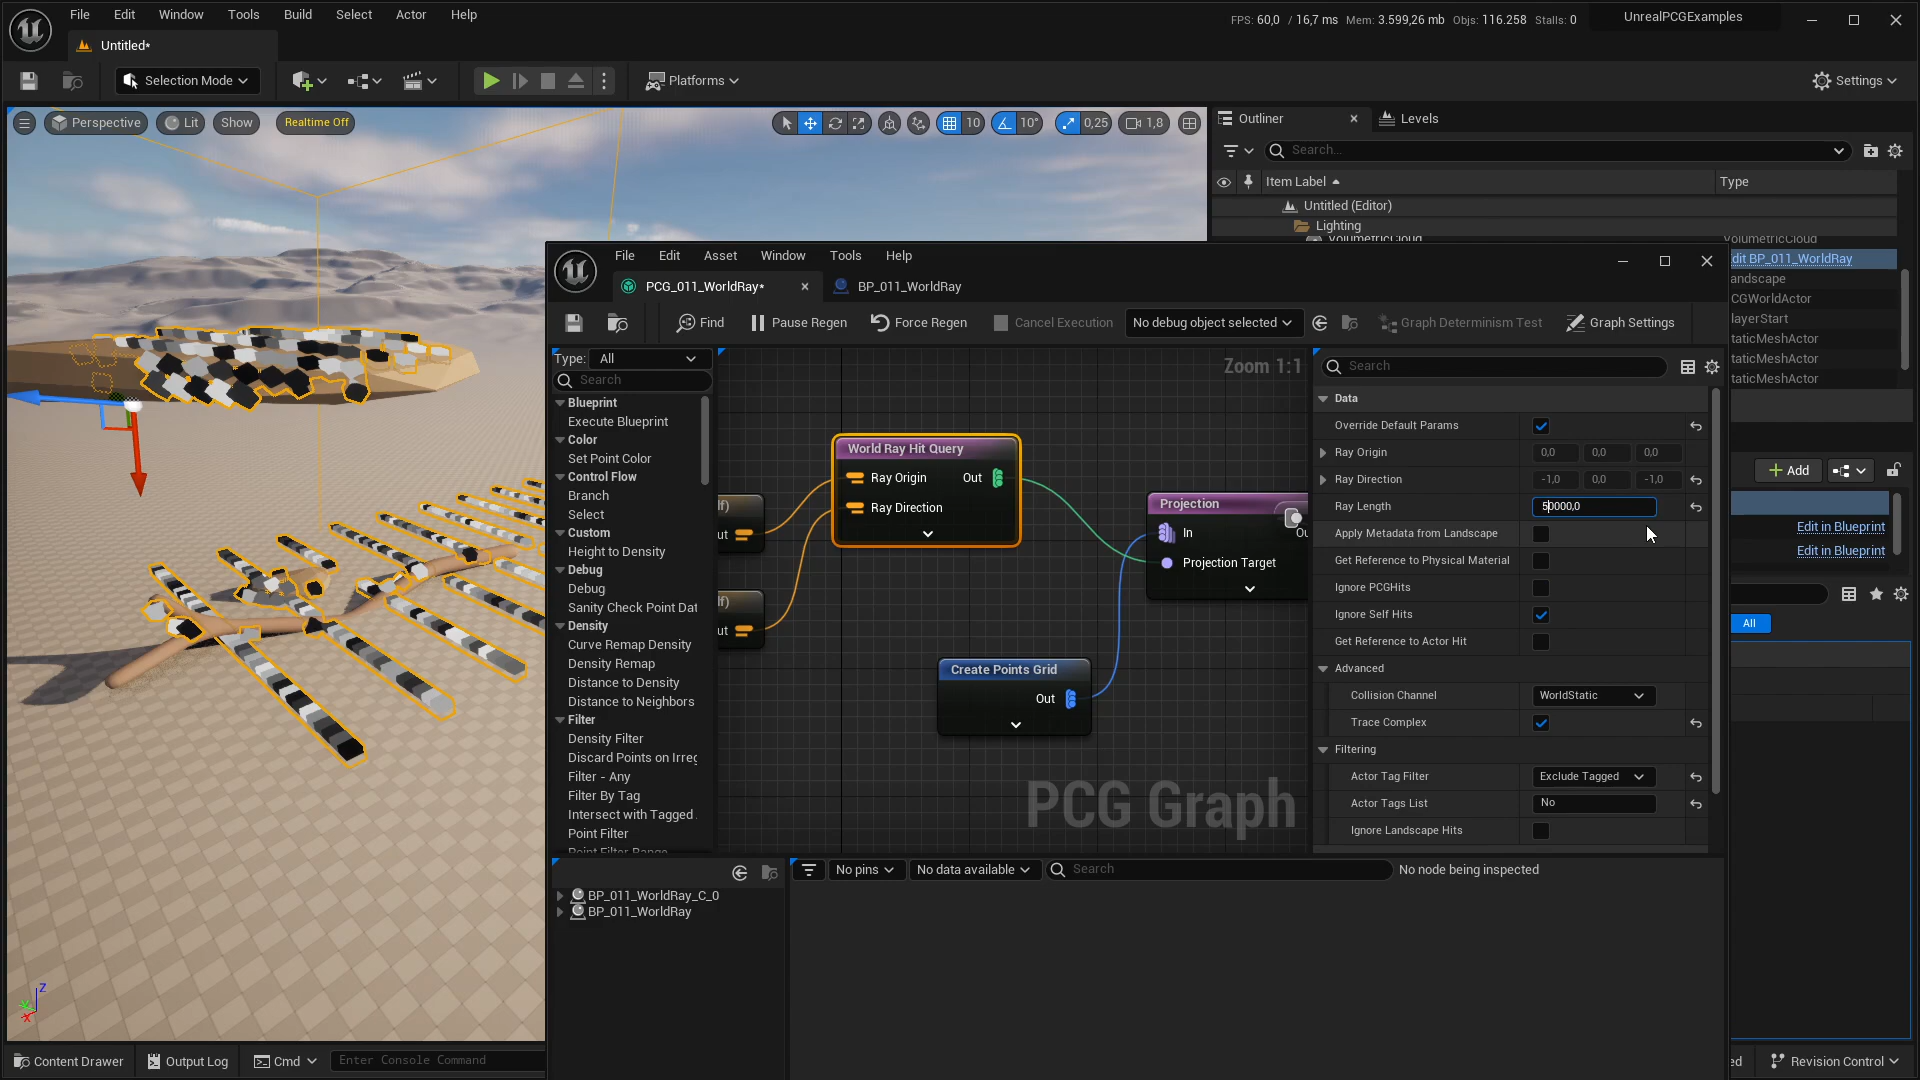 File Edit Window Tools Build Select Actor Help
FPS: 60,0 / 16,7 ms Mem: 3.599,26 mb Objs: 116.258 Stalls: 0
UnrealPCGExamples
Untitled*
Selection Mode
Platforms
Settings
Perspective Lit Show Realtime Off
10 10° 0,25 1,8
Outliner Levels
Search...
Item Label Type
Untitled (Editor)
Lighting
VolumetricCloud VolumetricCloud
dit BP_011_WorldRay
andscape
CGWorldActor
layerStart
taticMeshActor
taticMeshActor
taticMeshActor
Add
Edit in Blueprint
Edit in Blueprint
All
File Edit Asset Window Tools Help
PCG_011_WorldRay* BP_011_WorldRay
Find Pause Regen Force Regen Cancel Execution No debug object selected Graph Determinism Test Graph Settings
Type: All
Search
Blueprint
Execute Blueprint
Color
Set Point Color
Control Flow
Branch
Select
Custom
Height to Density
Debug
Debug
Sanity Check Point Dat
Density
Curve Remap Density
Density Remap
Distance to Density
Distance to Neighbors
Filter
Density Filter
Discard Points on Irreg
Filter - Any
Filter By Tag
Intersect with Tagged
Point Filter
Point Filter Range
Zoom 1:1
World Ray Hit Query
Ray Origin Out
Ray Direction
lf)
ut
lf)
ut
Projection
In Ou
Projection Target
Create Points Grid
Out
PCG Graph
Search
Data
Override Default Params
Ray Origin 0,0 0,0 0,0
Ray Direction -1,0 0,0 -1,0
Ray Length 50000,0
Apply Metadata from Landscape
Get Reference to Physical Material
Ignore PCGHits
Ignore Self Hits
Get Reference to Actor Hit
Advanced
Collision Channel WorldStatic
Trace Complex
Filtering
Actor Tag Filter Exclude Tagged
Actor Tags List No
Ignore Landscape Hits
BP_011_WorldRay_C_0
BP_011_WorldRay
No pins No data available Search No node being inspected
Z
X
Content Drawer Output Log Cmd Enter Console Command
ed Revision Control